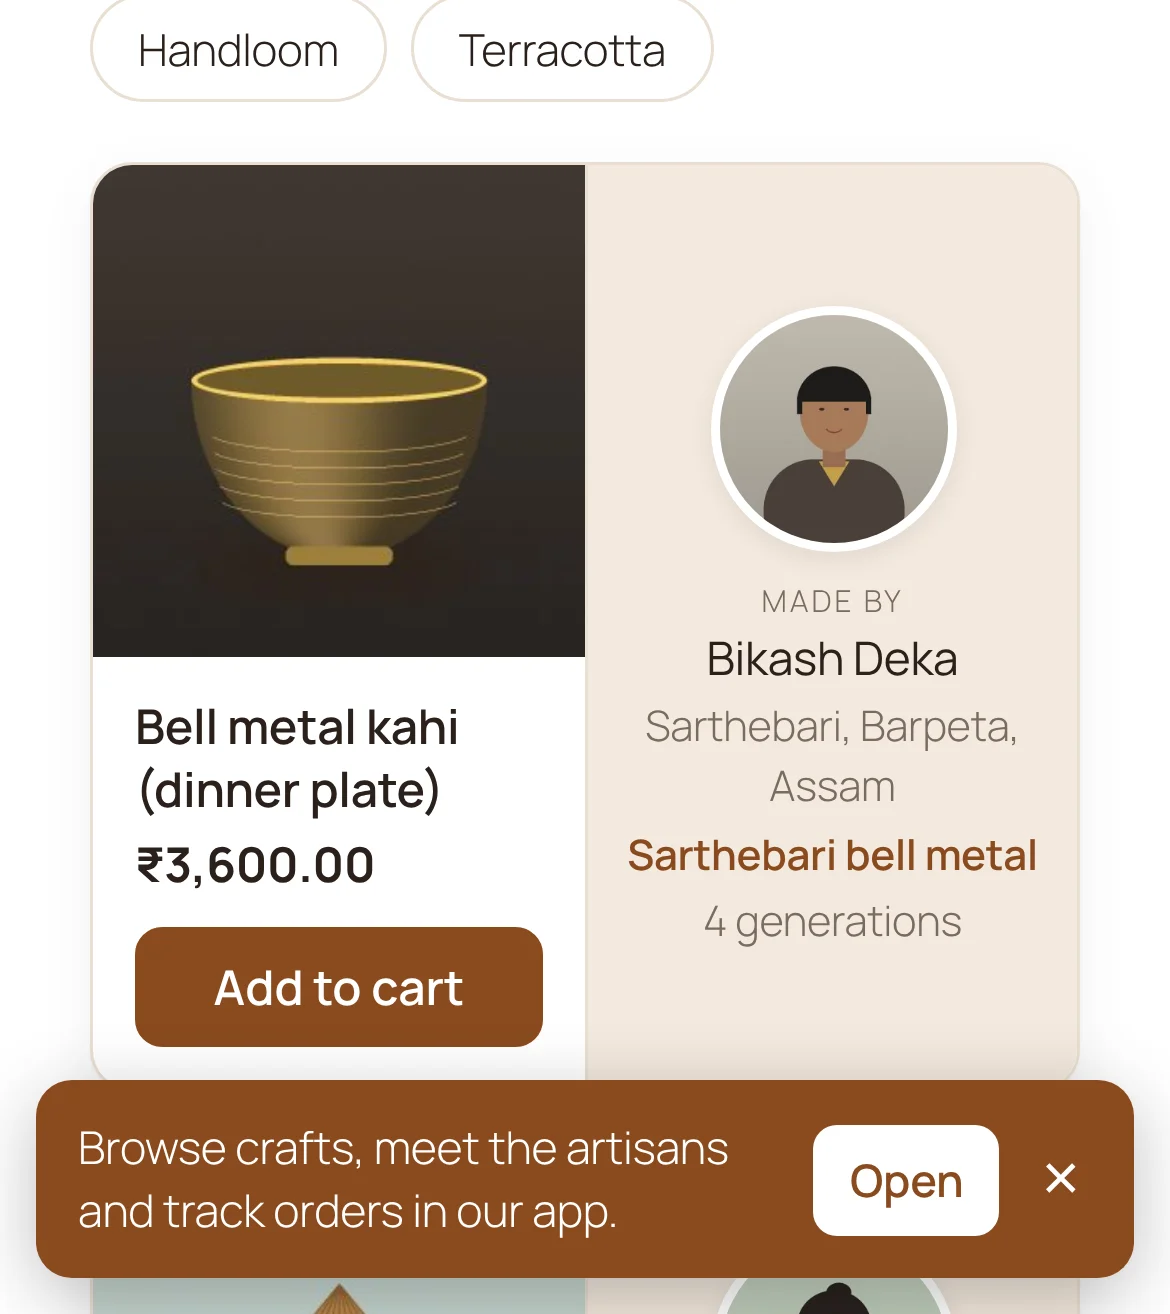 Handloom
Terracotta
Bell metal kahi
(dinner plate)
₹3,600.00
Add to cart
MADE BY
Bikash Deka
Sarthebari, Barpeta,
Assam
Sarthebari bell metal
4 generations
Browse crafts, meet the artisans
and track orders in our app.
Open